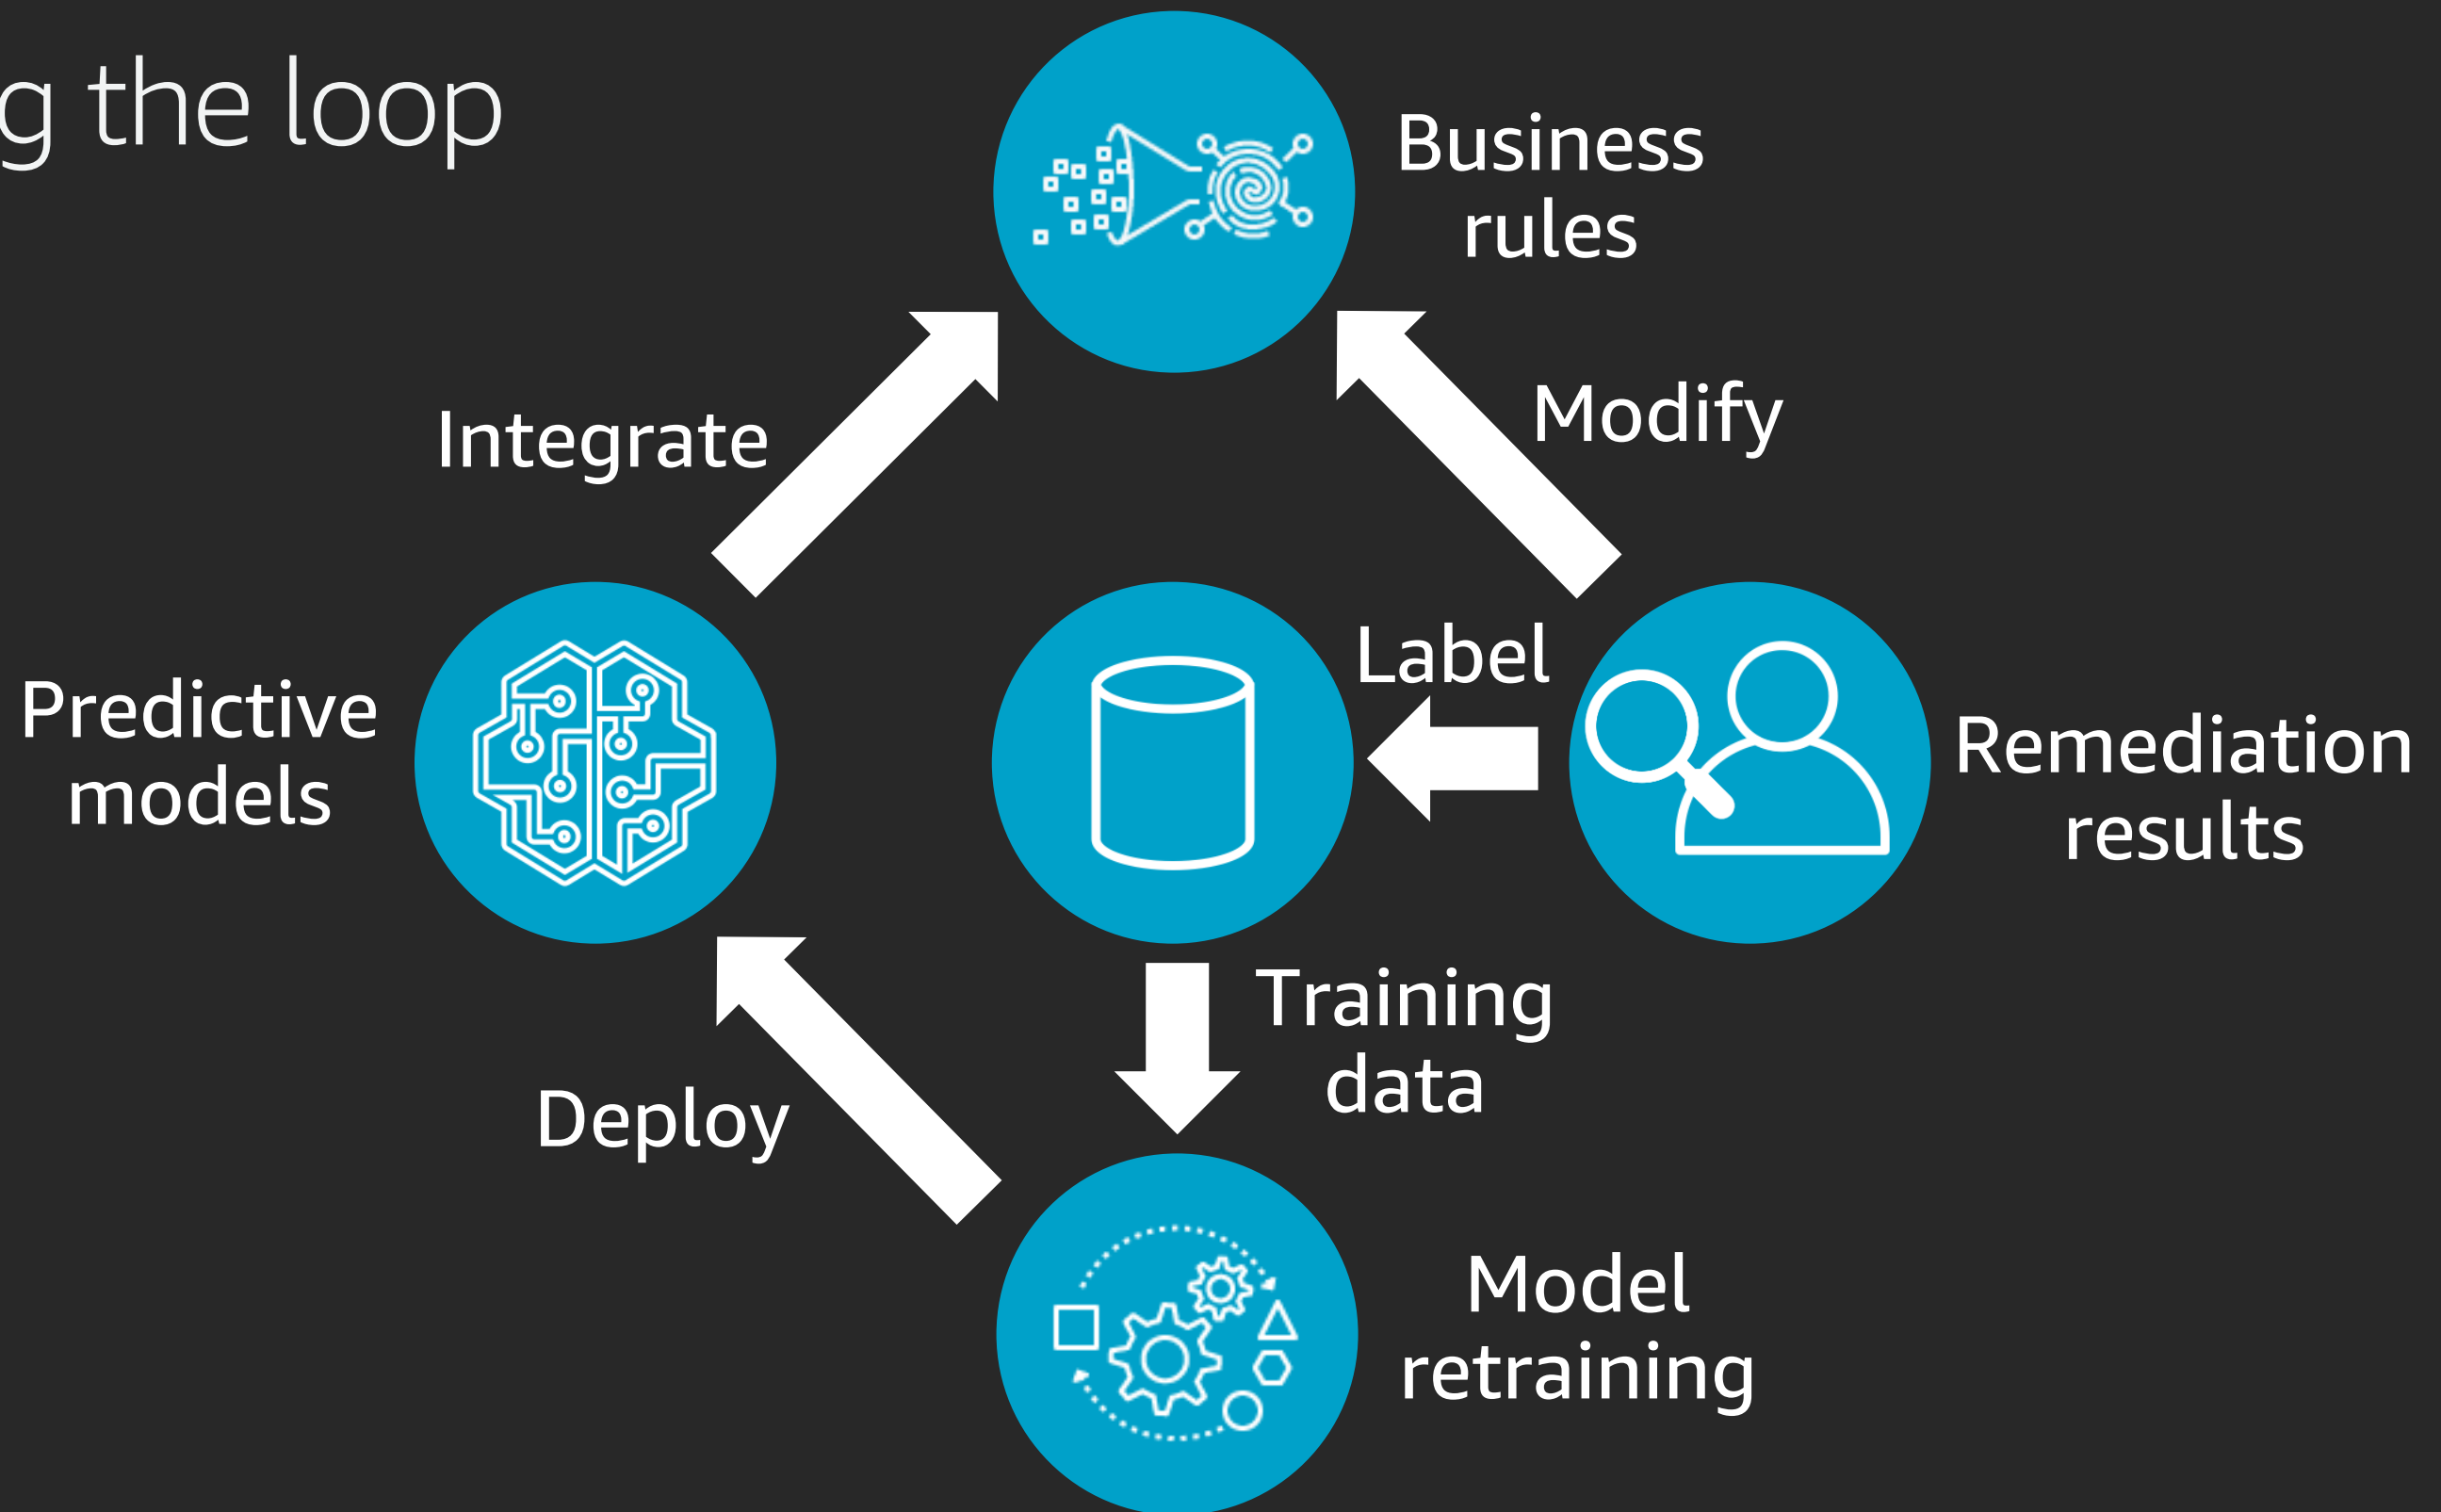 g the loop
Business
rules
Integrate
Modify
Predictive
models
Label
Remediation
results
Training
data
Deploy
Model
retraining